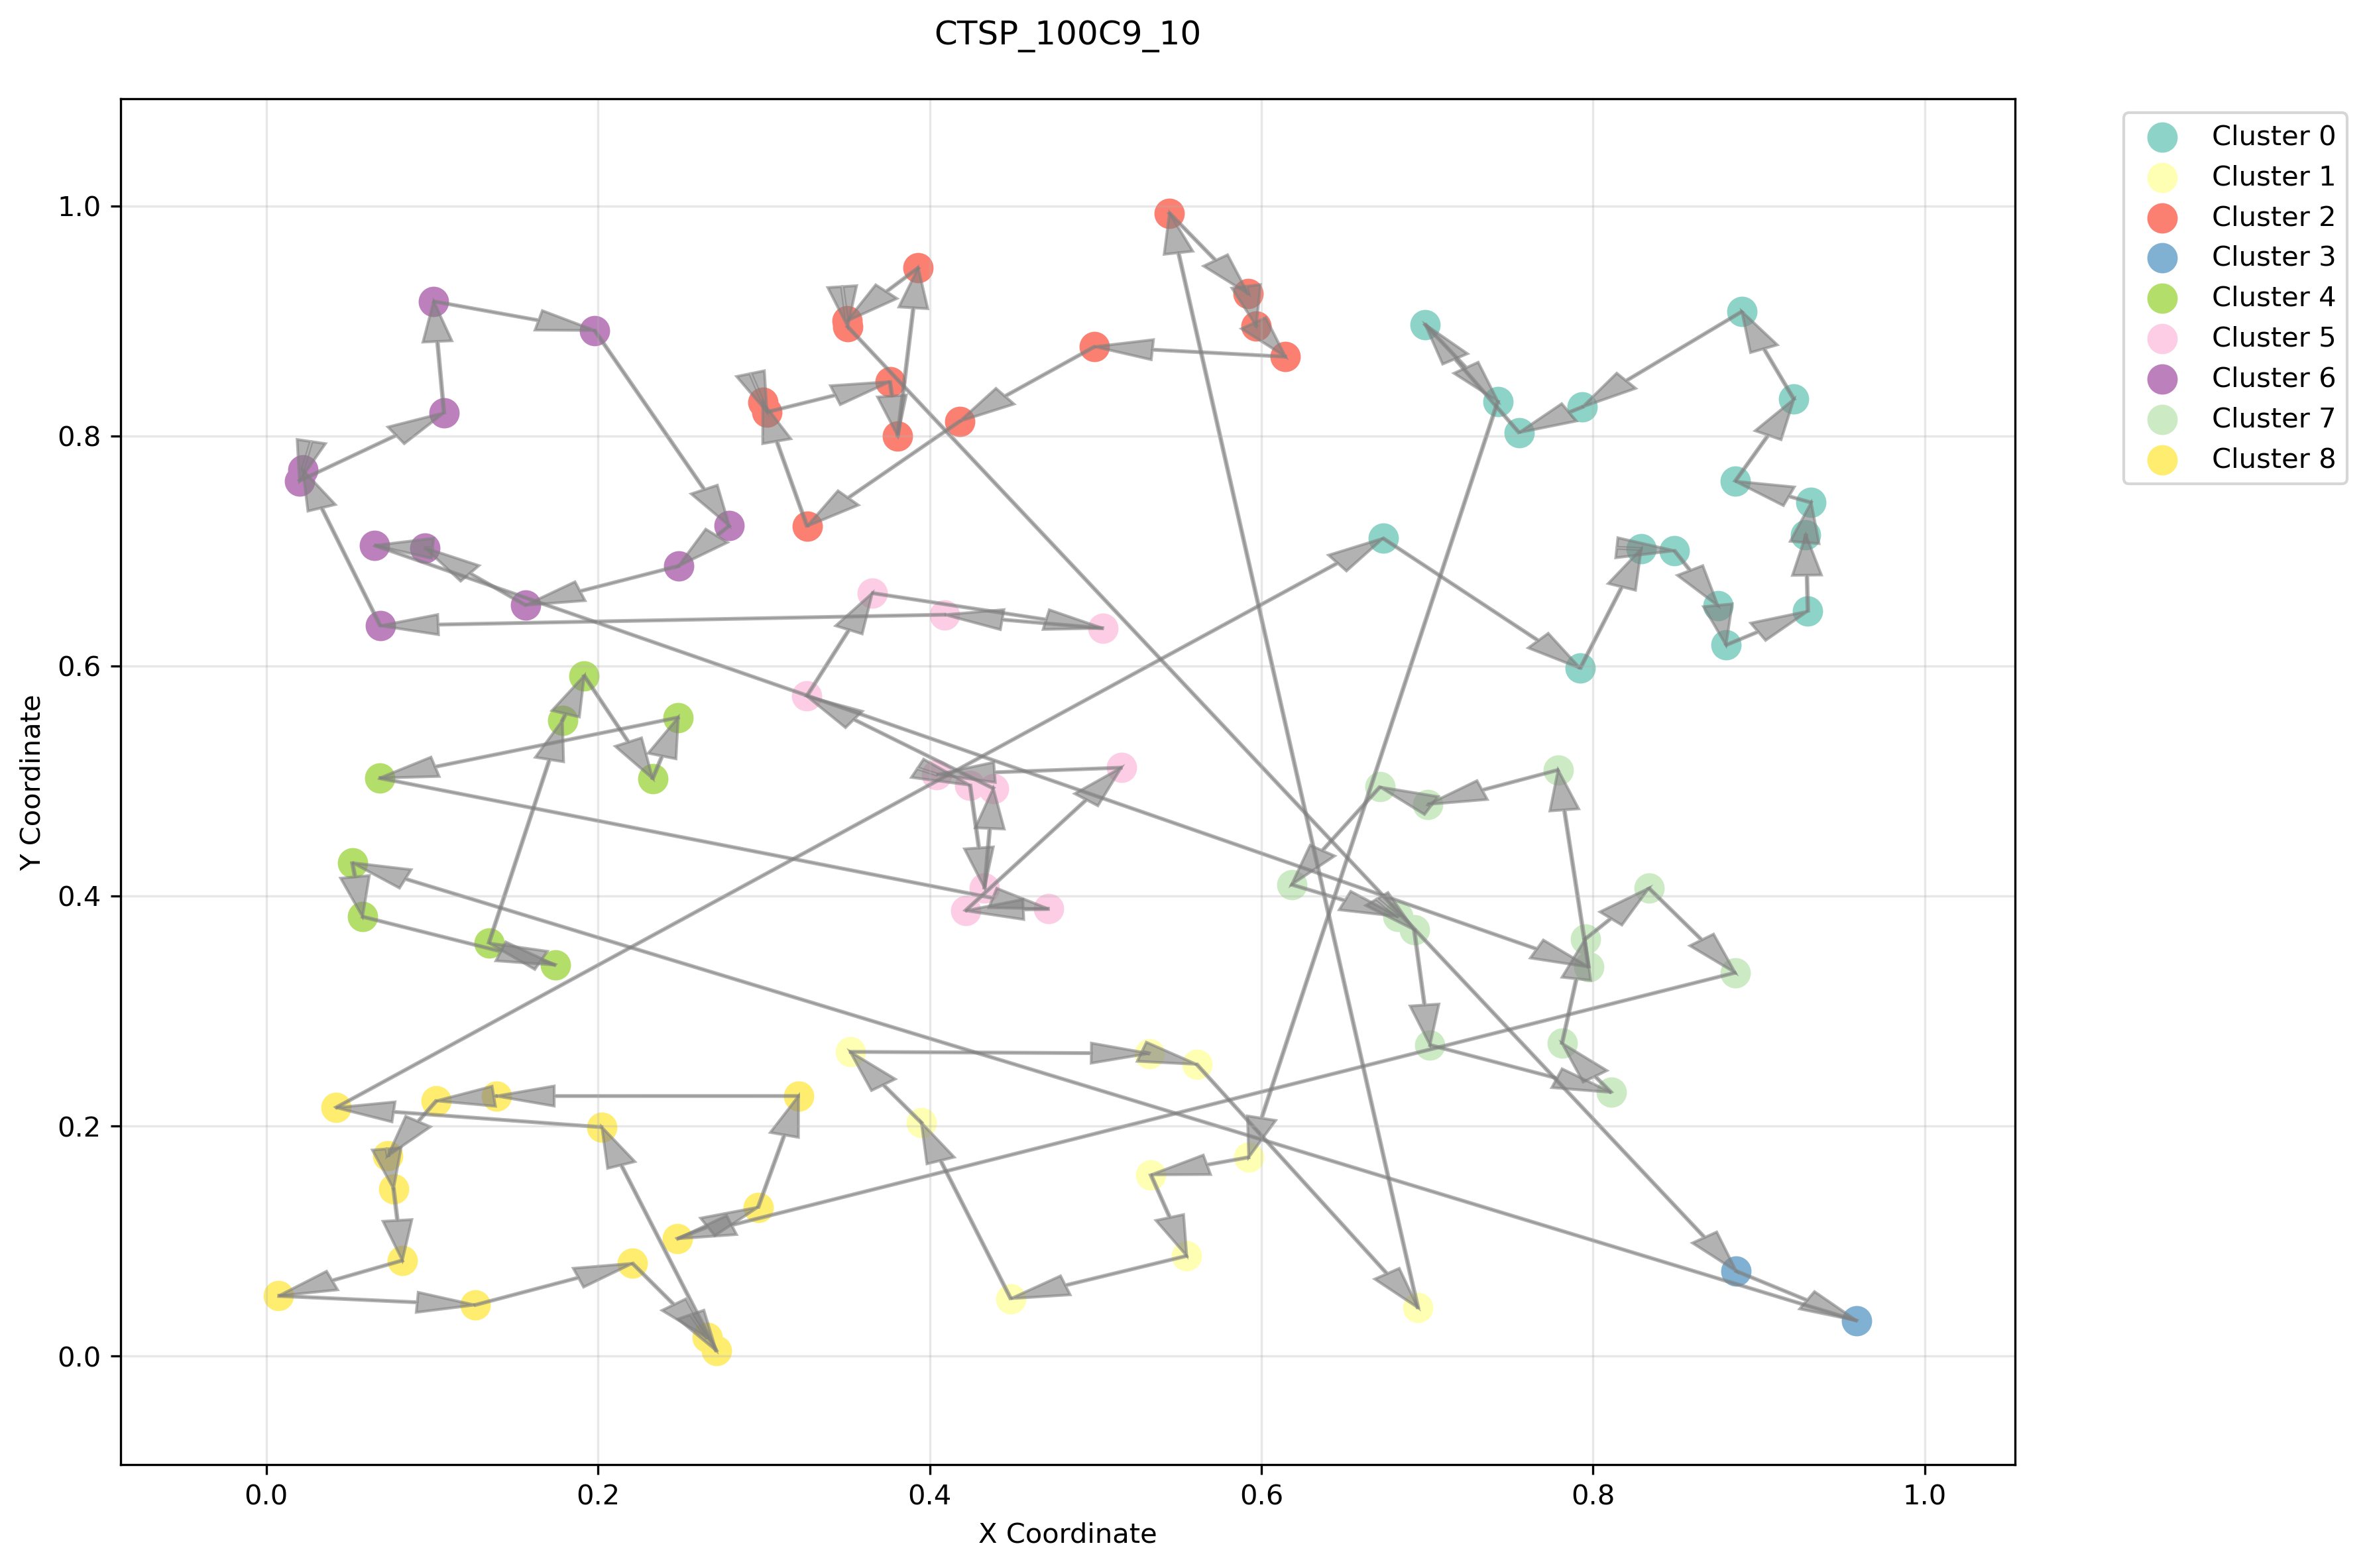 CTSP_100C9_10
Cluster 0
Cluster 1
Cluster 2
Cluster 3
Cluster 4
Cluster 5
Cluster 6
Cluster 7
Cluster 8
Y Coordinate
1.0
0.8
0.6
0.4
0.2
0.0
0.0 0.2 0.4 0.6 0.8 1.0
X Coordinate